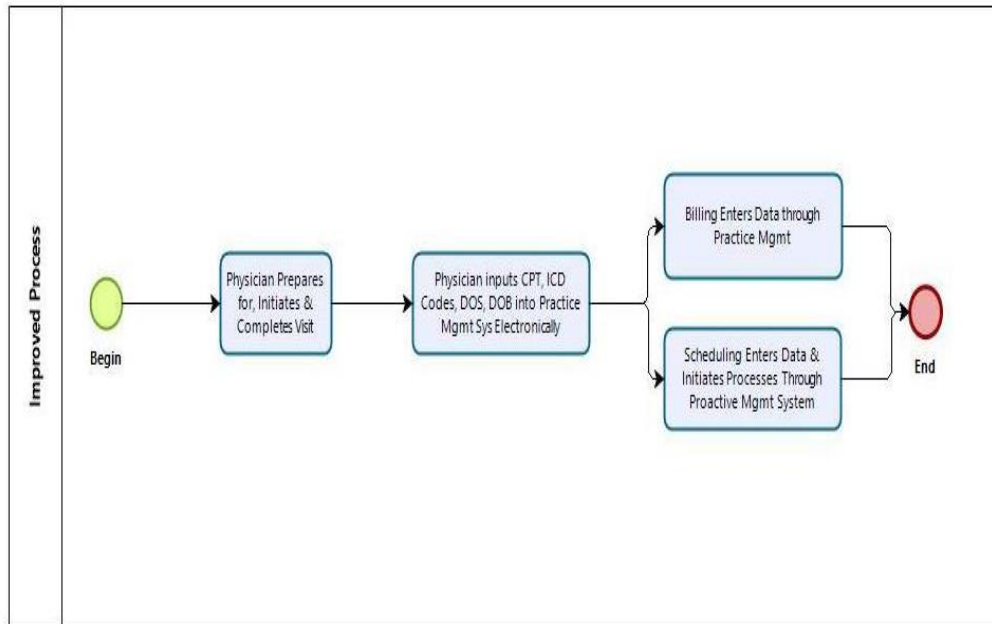 Improved Process
Begin
Physician Prepares
for, Initiates &
Completes Visit
Physician inputs CPT, ICD
Codes, DOS, DOB into Practice
Mgmt Sys Electronically
Billing Enters Data through
Practice Mgmt
Scheduling Enters Data &
Initiates Processes Through
Proactive Mgmt System
End